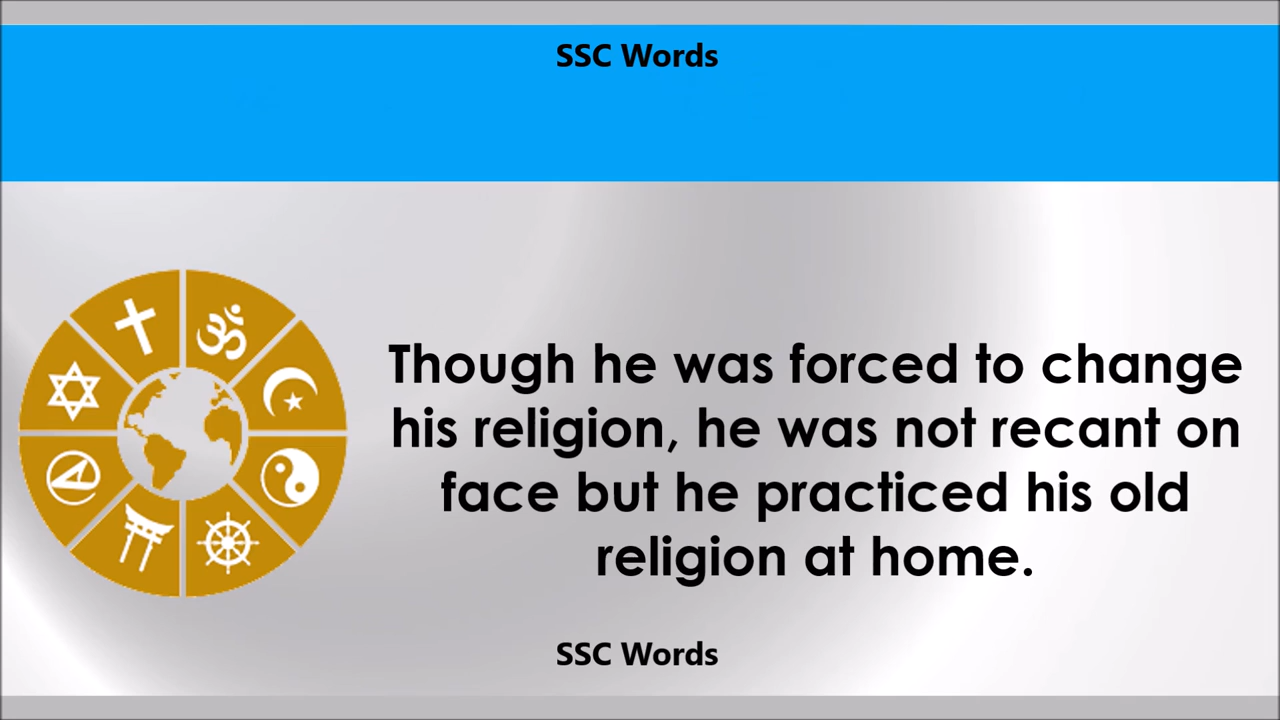 SSC Words
Though he was forced to change
his religion, he was not recant on
face but he practiced his old
religion at home.
SSC Words